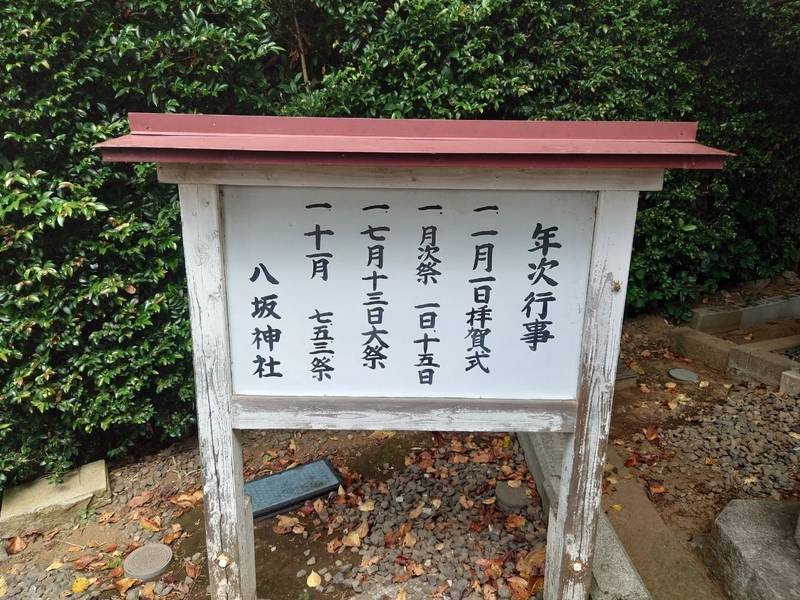 年次行事
一、一月一日拝賀式
一、月次祭 一日、十五日
一、七月十三日大祭
一、十一月 七五三祭
八坂神社